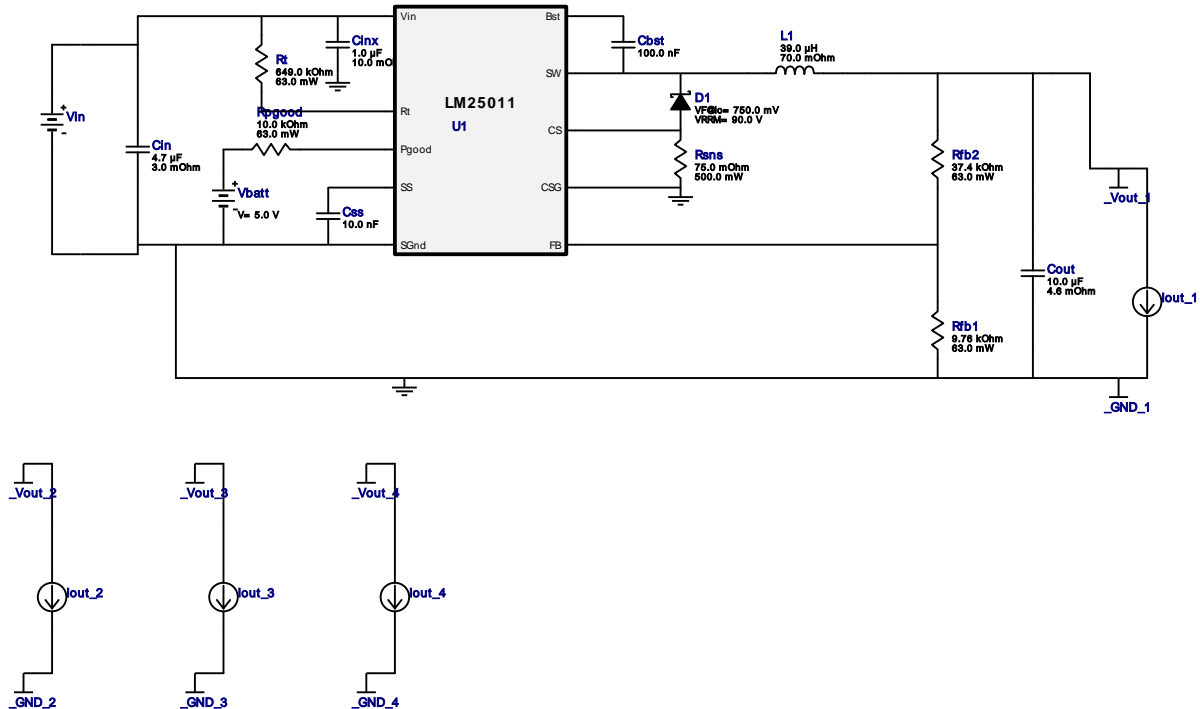 Vin
Bst
Cbst
100.0 nF
L1
39.0 µH
70.0 mOhm
Cinx
1.0 µF
10.0 mO
Rt
649.0 kOhm
63.0 mW
SW
LM25011
U1
D1
VF@Io= 750.0 mV
VRRM= 90.0 V
Rt
Rpgood
10.0 kOhm
63.0 mW
Vin
CS
Cin
4.7 µF
3.0 mOhm
Pgood
Rsns
75.0 mOhm
500.0 mW
Rfb2
37.4 kOhm
63.0 mW
Vbatt
V= 5.0 V
SS
CSG
_Vout_1
Css
10.0 nF
SGnd
FB
Cout
10.0 µF
4.6 mOhm
Iout_1
Rfb1
9.76 kOhm
63.0 mW
_GND_1
_Vout_2
_Vout_3
_Vout_4
Iout_2
Iout_3
Iout_4
_GND_2
_GND_3
_GND_4